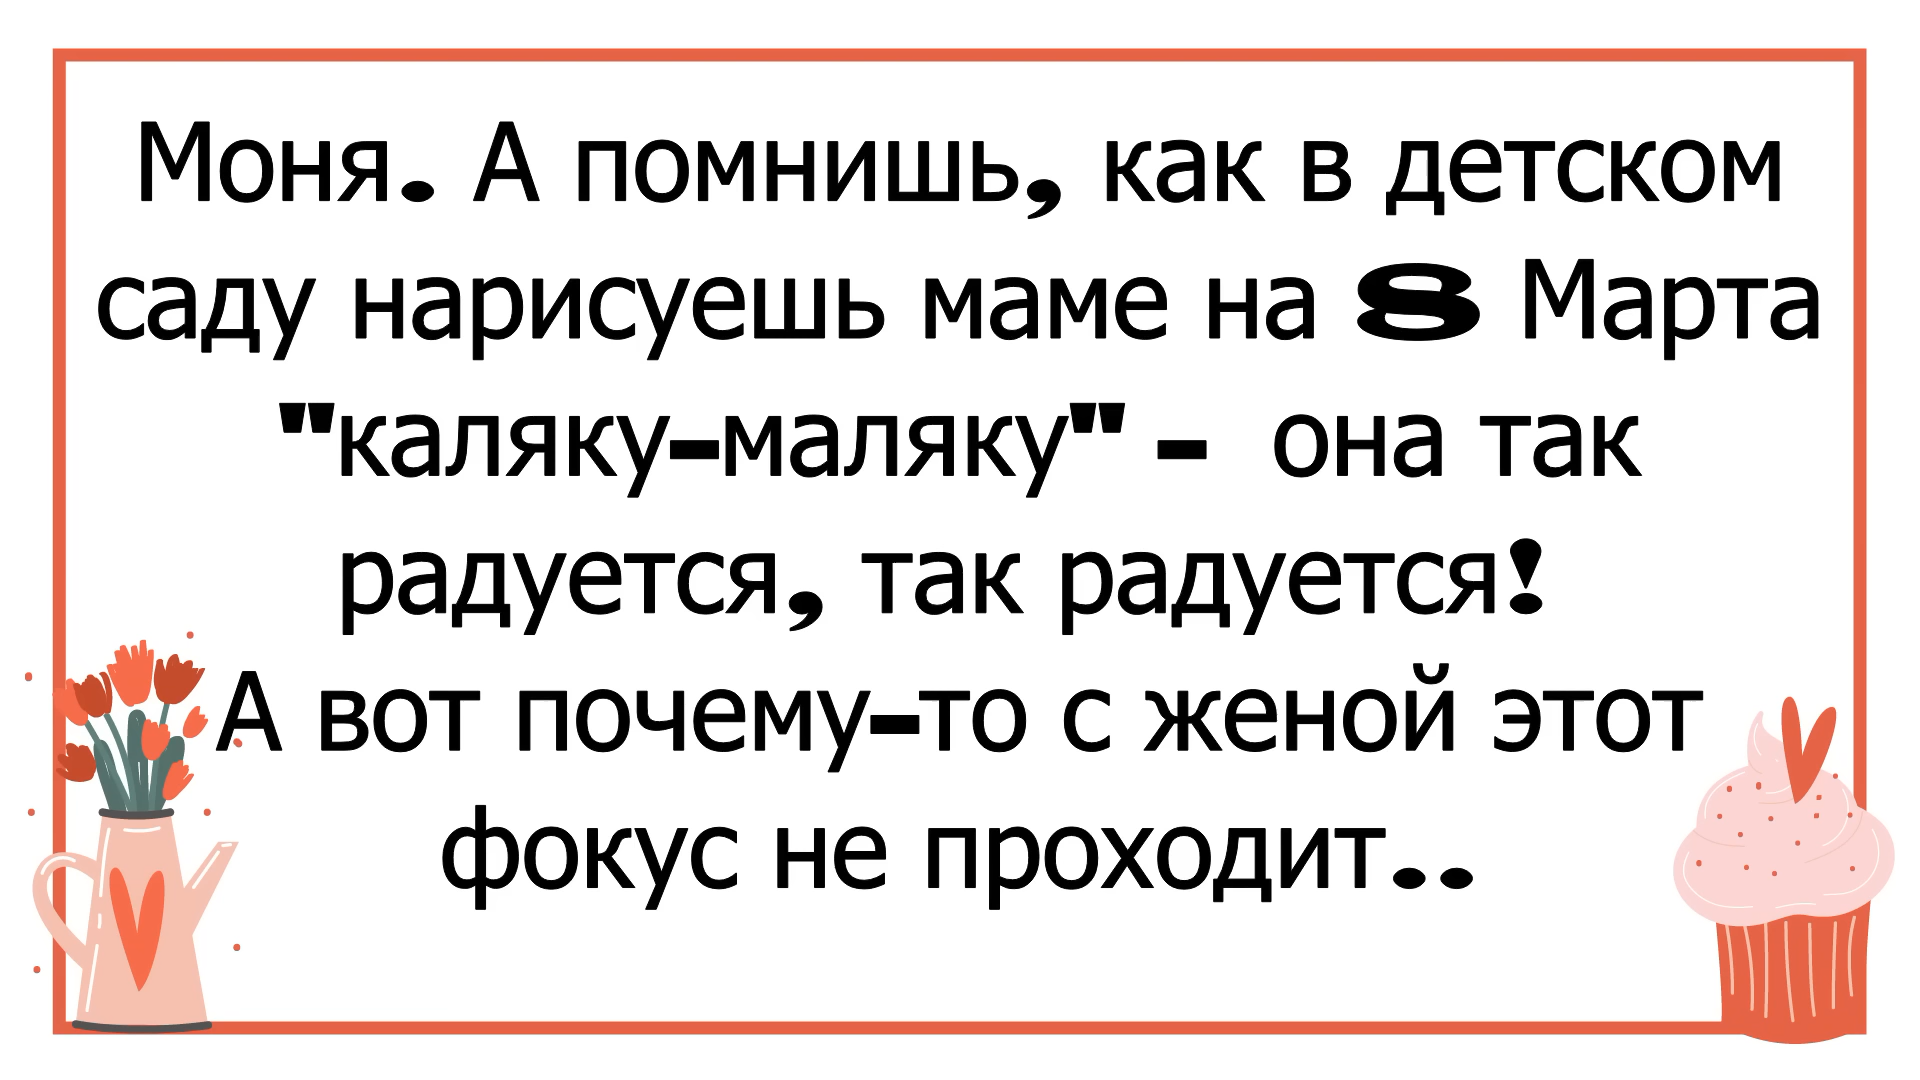 Моня. А помнишь, как в детском
саду нарисуешь маме на 8 Марта
"каляку-маляку" -  она так
радуется, так радуется!
А вот почему-то с женой этот
фокус не проходит..